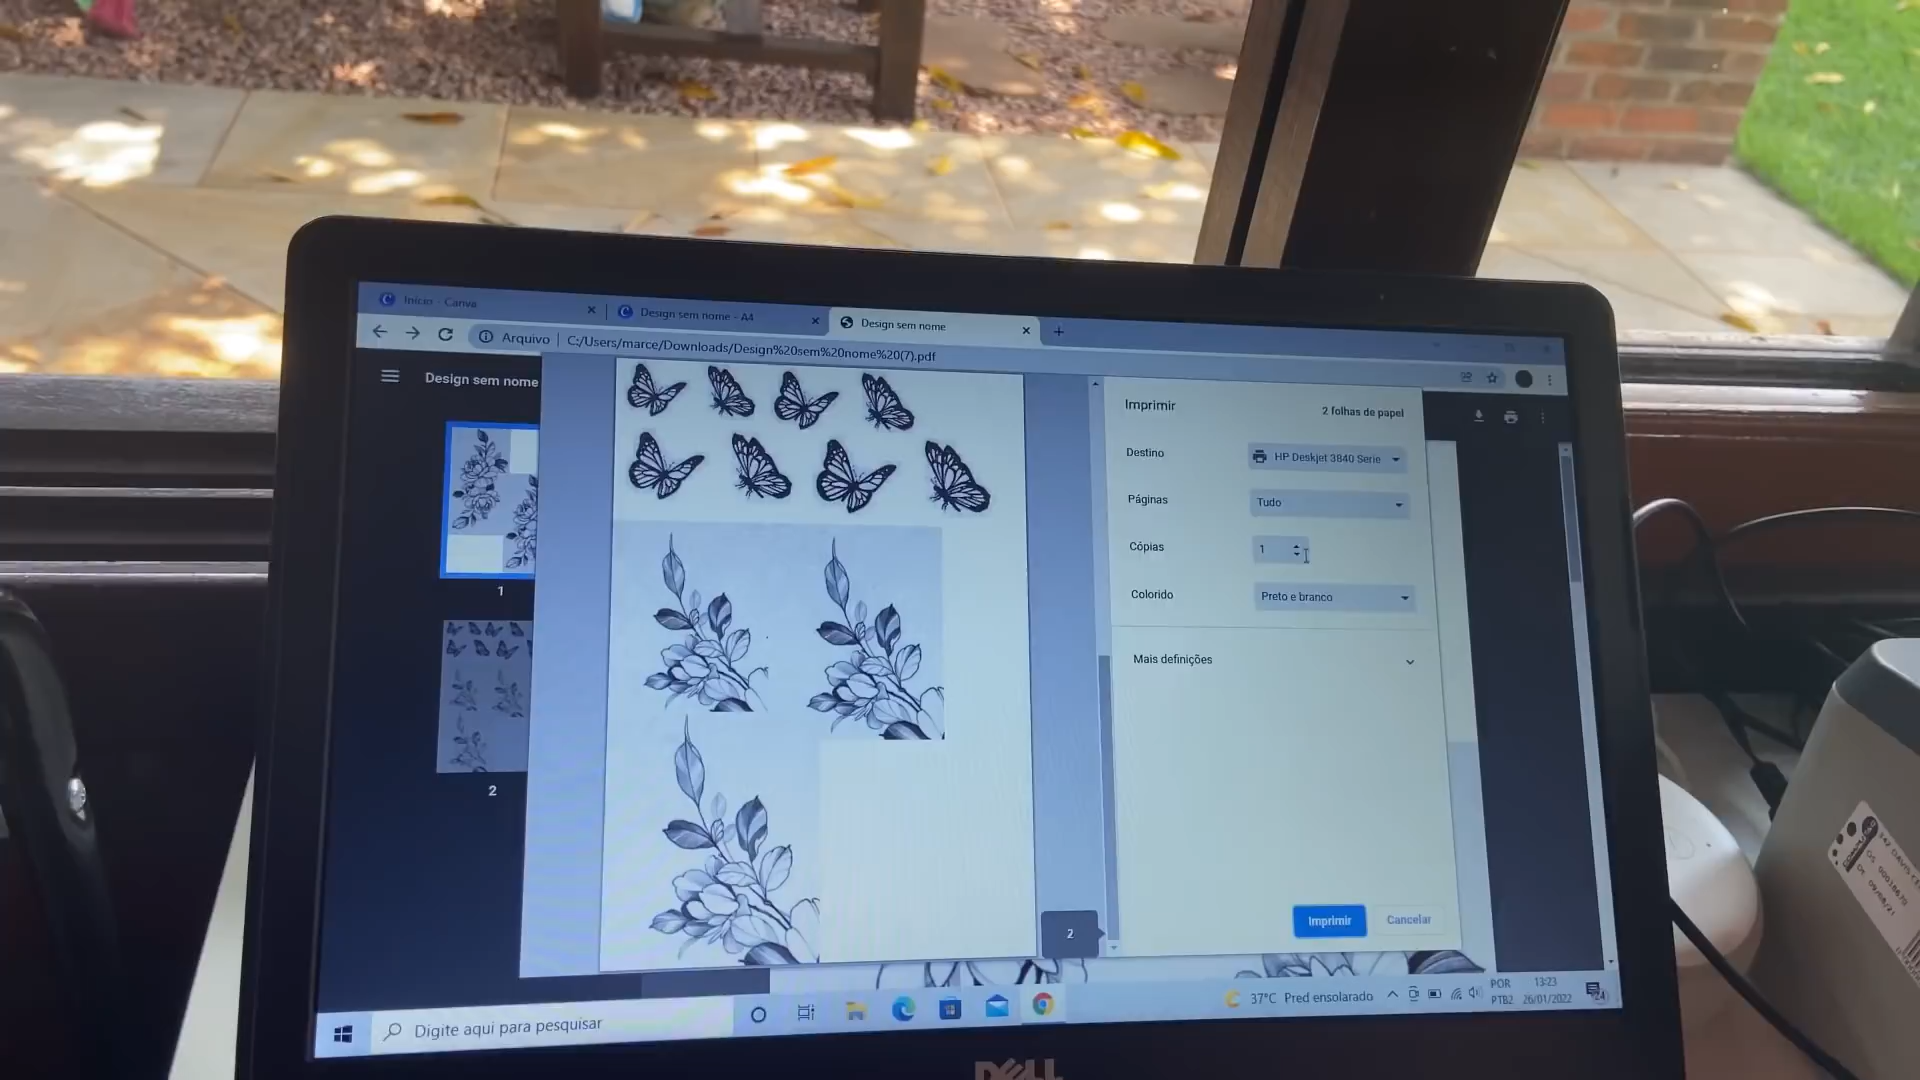 Início - Canva
Design sem nome - A4
Design sem nome
Arquivo
C:/Users/marce/Downloads/Design%20sem%20nome%20(7).pdf
Design sem nome
1
2
2
Imprimir
2 folhas de papel
Destino
HP Deskjet 3840 Serie
Páginas
Tudo
Cópias
1
Colorido
Preto e branco
Mais definições
Imprimir
Cancelar
Digite aqui para pesquisar
37°C Pred ensolarado
POR
PTB2
13:23
26/01/2022
24
DELL